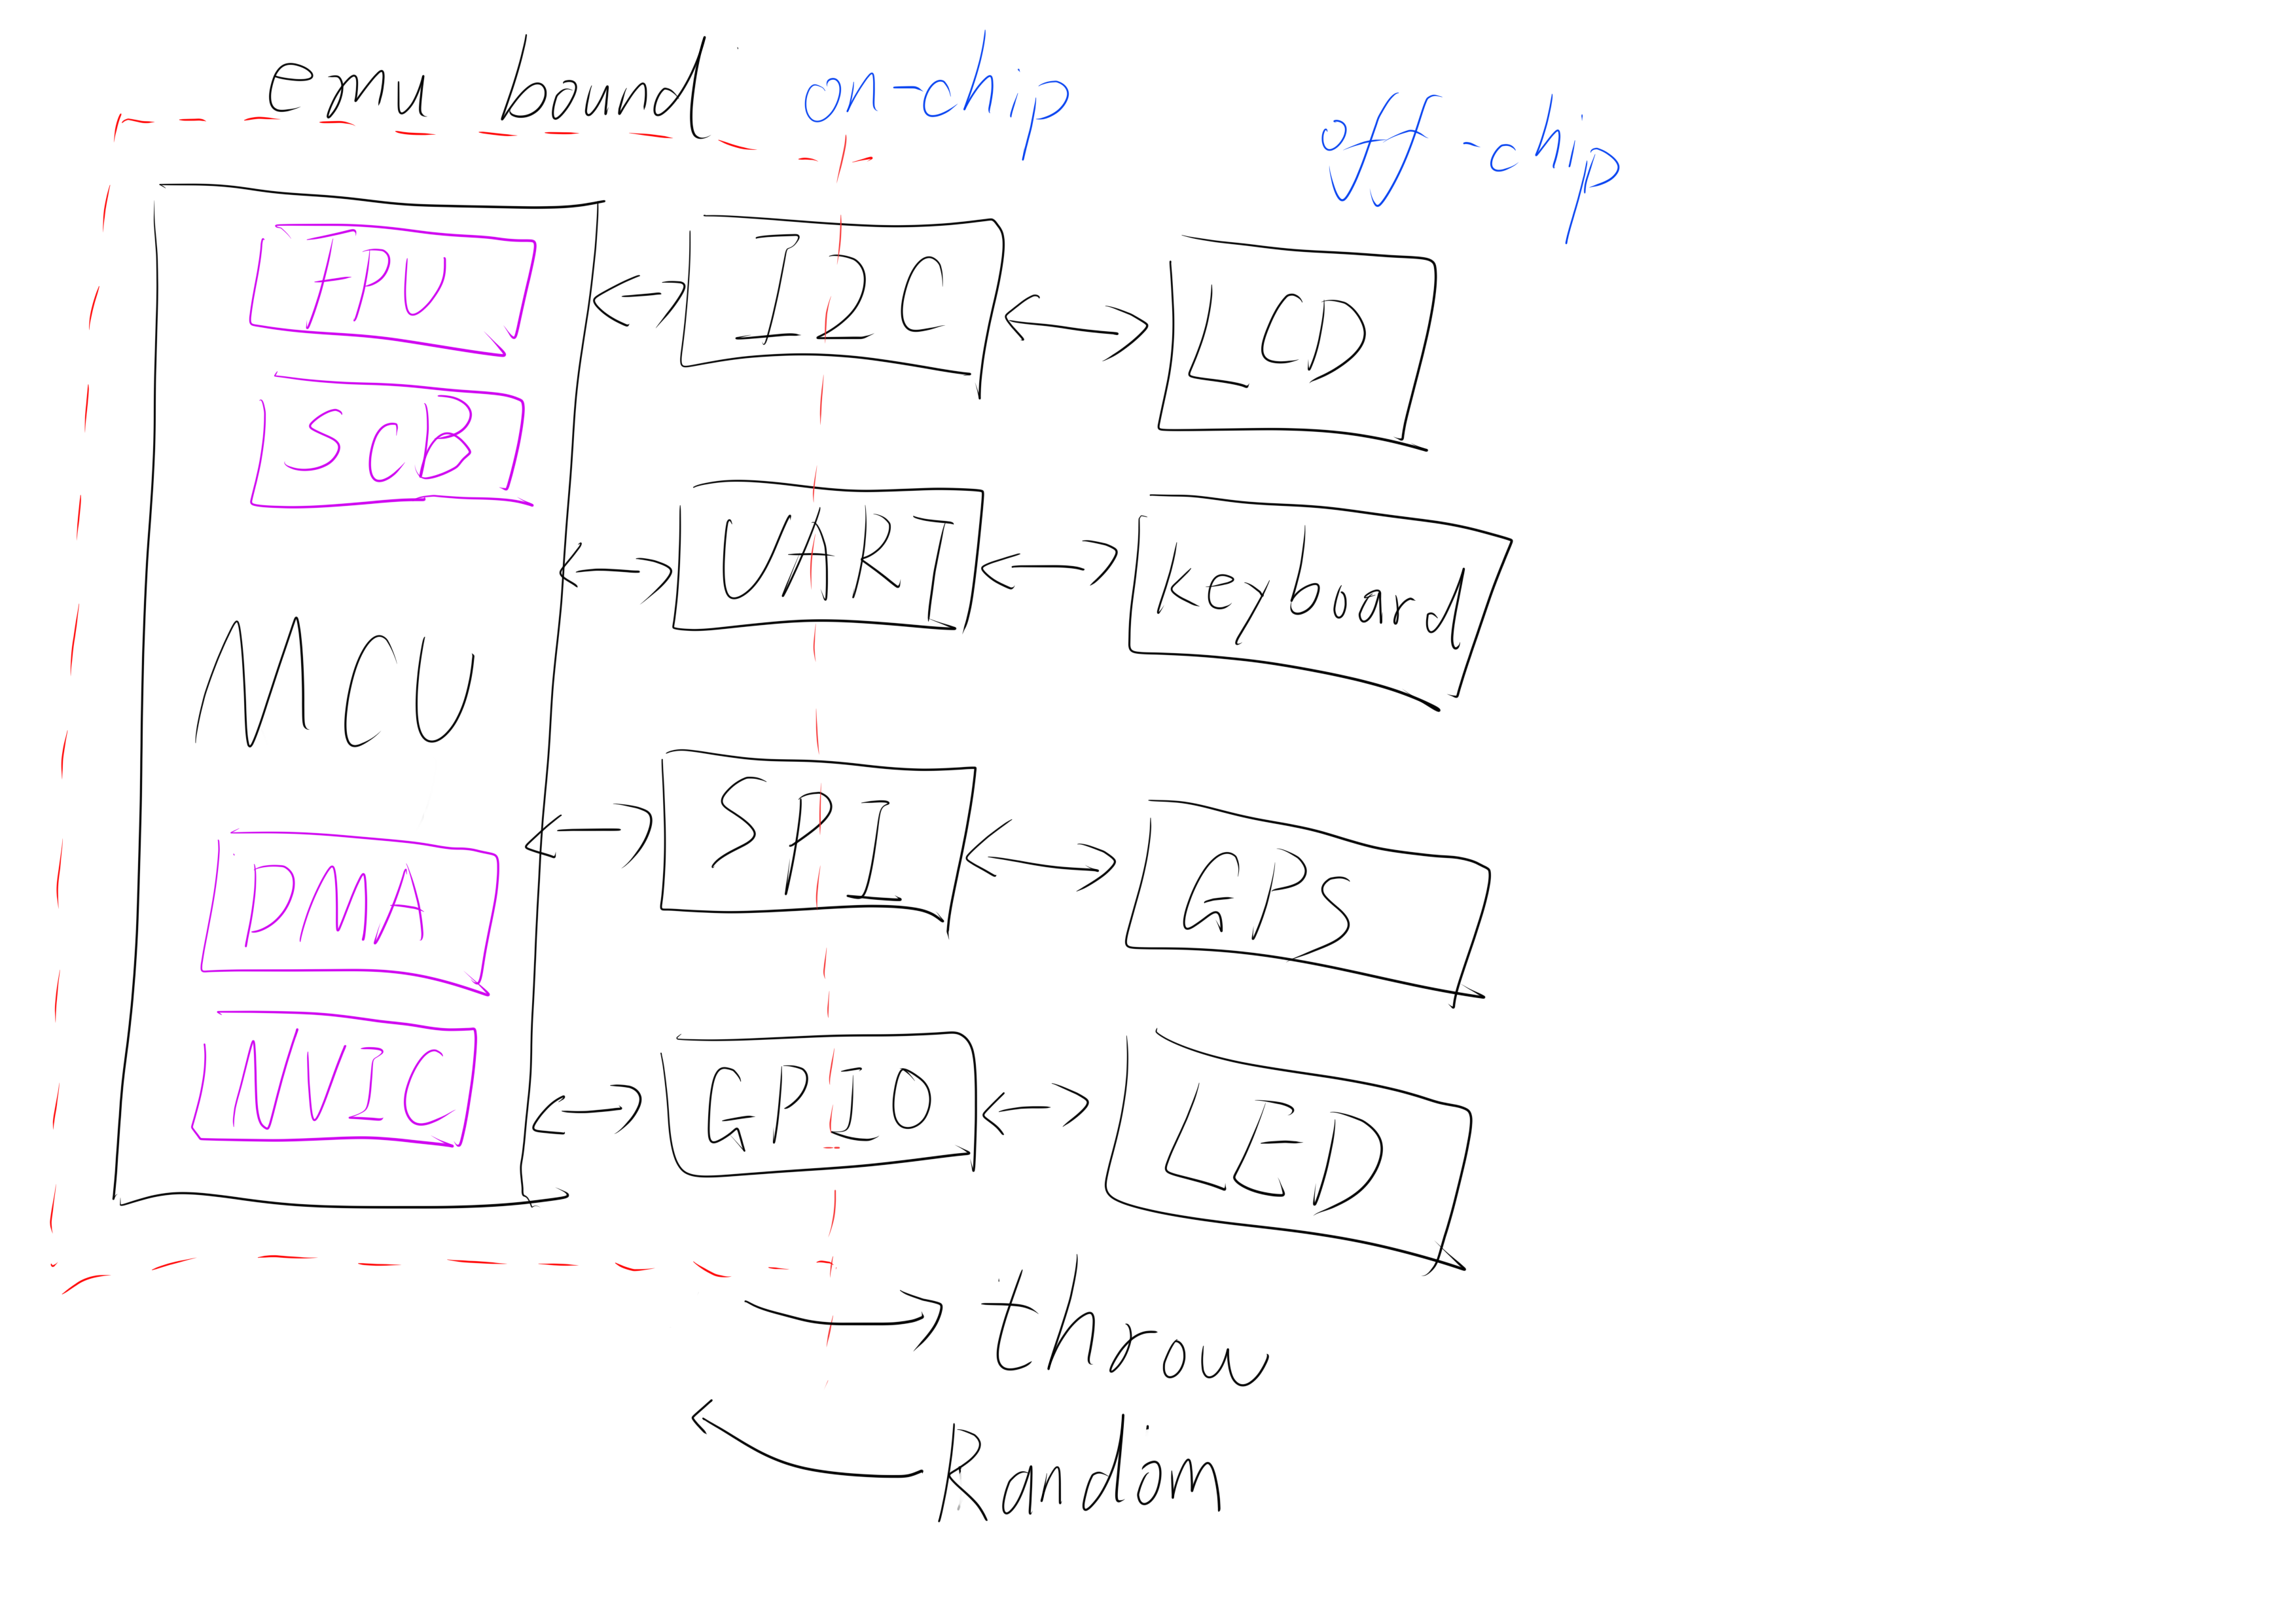 emu bound
on-chip
off-chip
FPU
SCB
MCU
DMA
NVIC
I2C
LCD
UART
keyboard
SPI
GPS
GPIO
LED
throw
Random